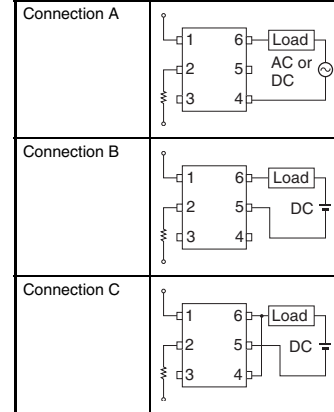 Connection A
1 6 Load
2 5 AC or
DC
3 4
Connection B
1 6 Load
2 5 DC
3 4
Connection C
1 6 Load
2 5 DC
3 4